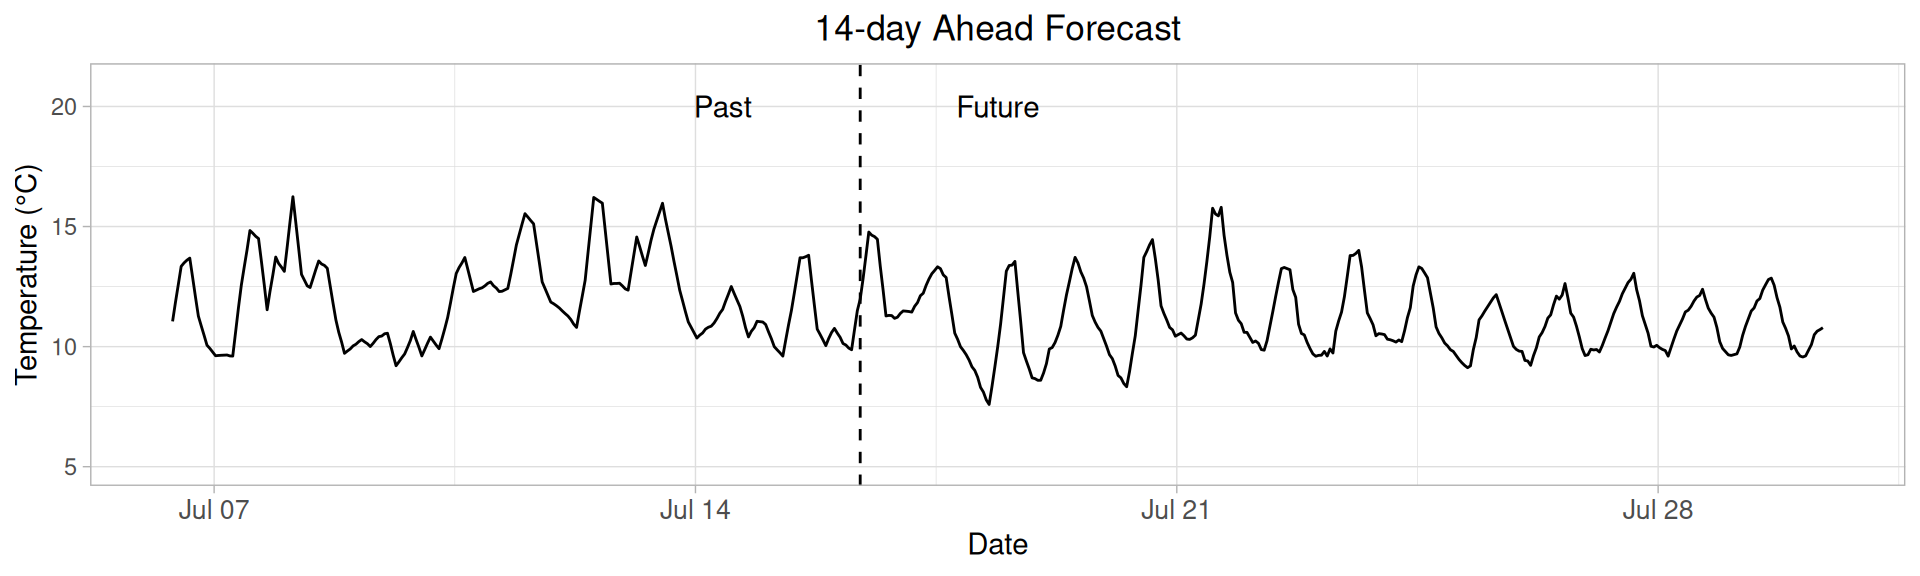 14-day Ahead Forecast
Past Future
20
15
10
5
Temperature (°C)
Jul 07 Jul 14 Jul 21 Jul 28
Date